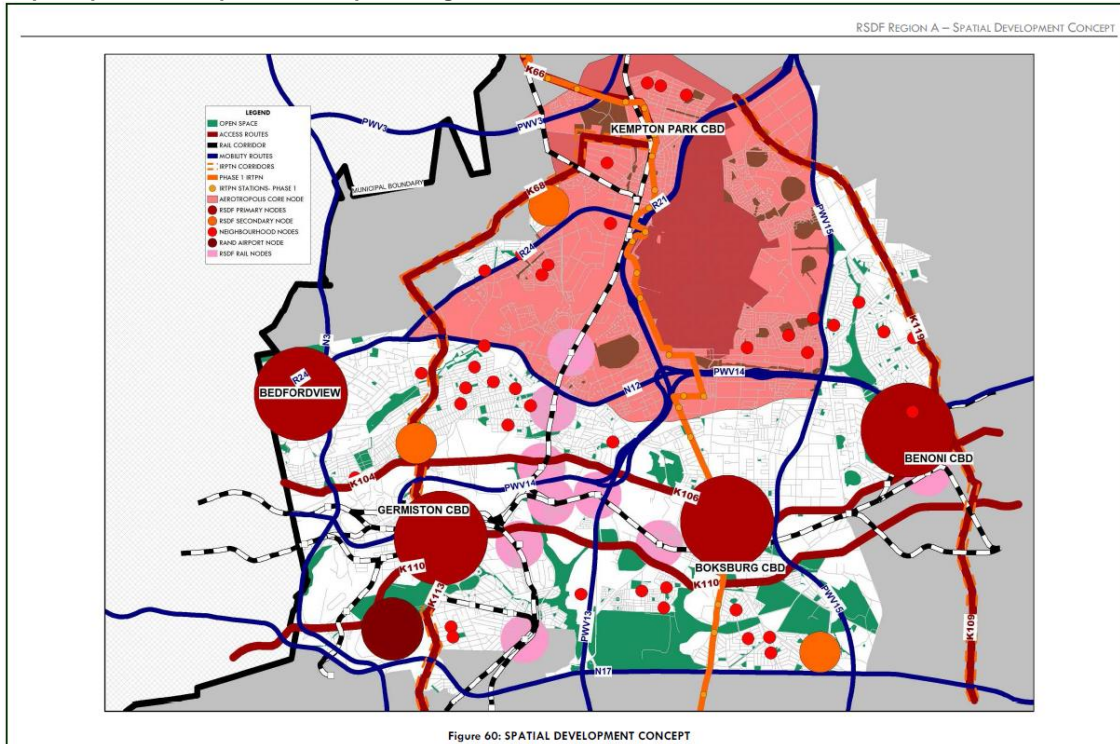 RSDF REGION A – SPATIAL DEVELOPMENT CONCEPT
LEGEND
OPEN SPACE
ACCESS ROUTES
RAIL CORRIDOR
MOBILITY ROUTES
IRPTN CORRIDORS
PHASE 1 IRTPN
IRTPN STATIONS- PHASE 1
AEROTROPOLIS CORE NODE
RSDF PRIMARY NODES
RSDF SECONDARY NODE
NEIGHBOURHOOD NODES
RAND AIRPORT NODE
RSDF RAIL NODES
K66
PWV3
PWV3
KEMPTON PARK CBD
MUNICIPAL BOUNDARY
K68
R21
R24
PWV15
N3
K119
R24
BEDFORDVIEW
N12
PWV14
BENONI CBD
K104
PWV14
K106
GERMISTON CBD
BOKSBURG CBD
K110
K110
K113
PWV13
PWV15
K109
N17
Figure 60: SPATIAL DEVELOPMENT CONCEPT